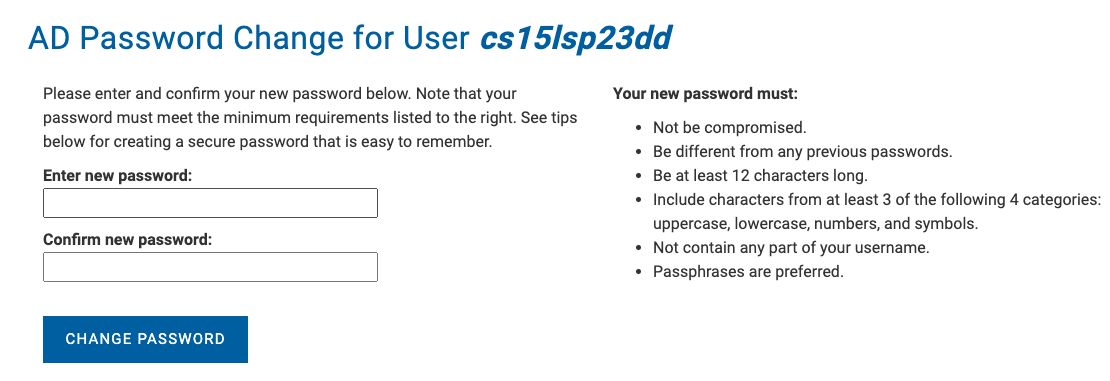 AD Password Change for User cs15lsp23dd
Please enter and confirm your new password below. Note that your
password must meet the minimum requirements listed to the right. See tips
below for creating a secure password that is easy to remember.
Enter new password:
Confirm new password:
CHANGE PASSWORD
Your new password must:
• Not be compromised.
• Be different from any previous passwords.
• Be at least 12 characters long.
• Include characters from at least 3 of the following 4 categories:
uppercase, lowercase, numbers, and symbols.
• Not contain any part of your username.
• Passphrases are preferred.